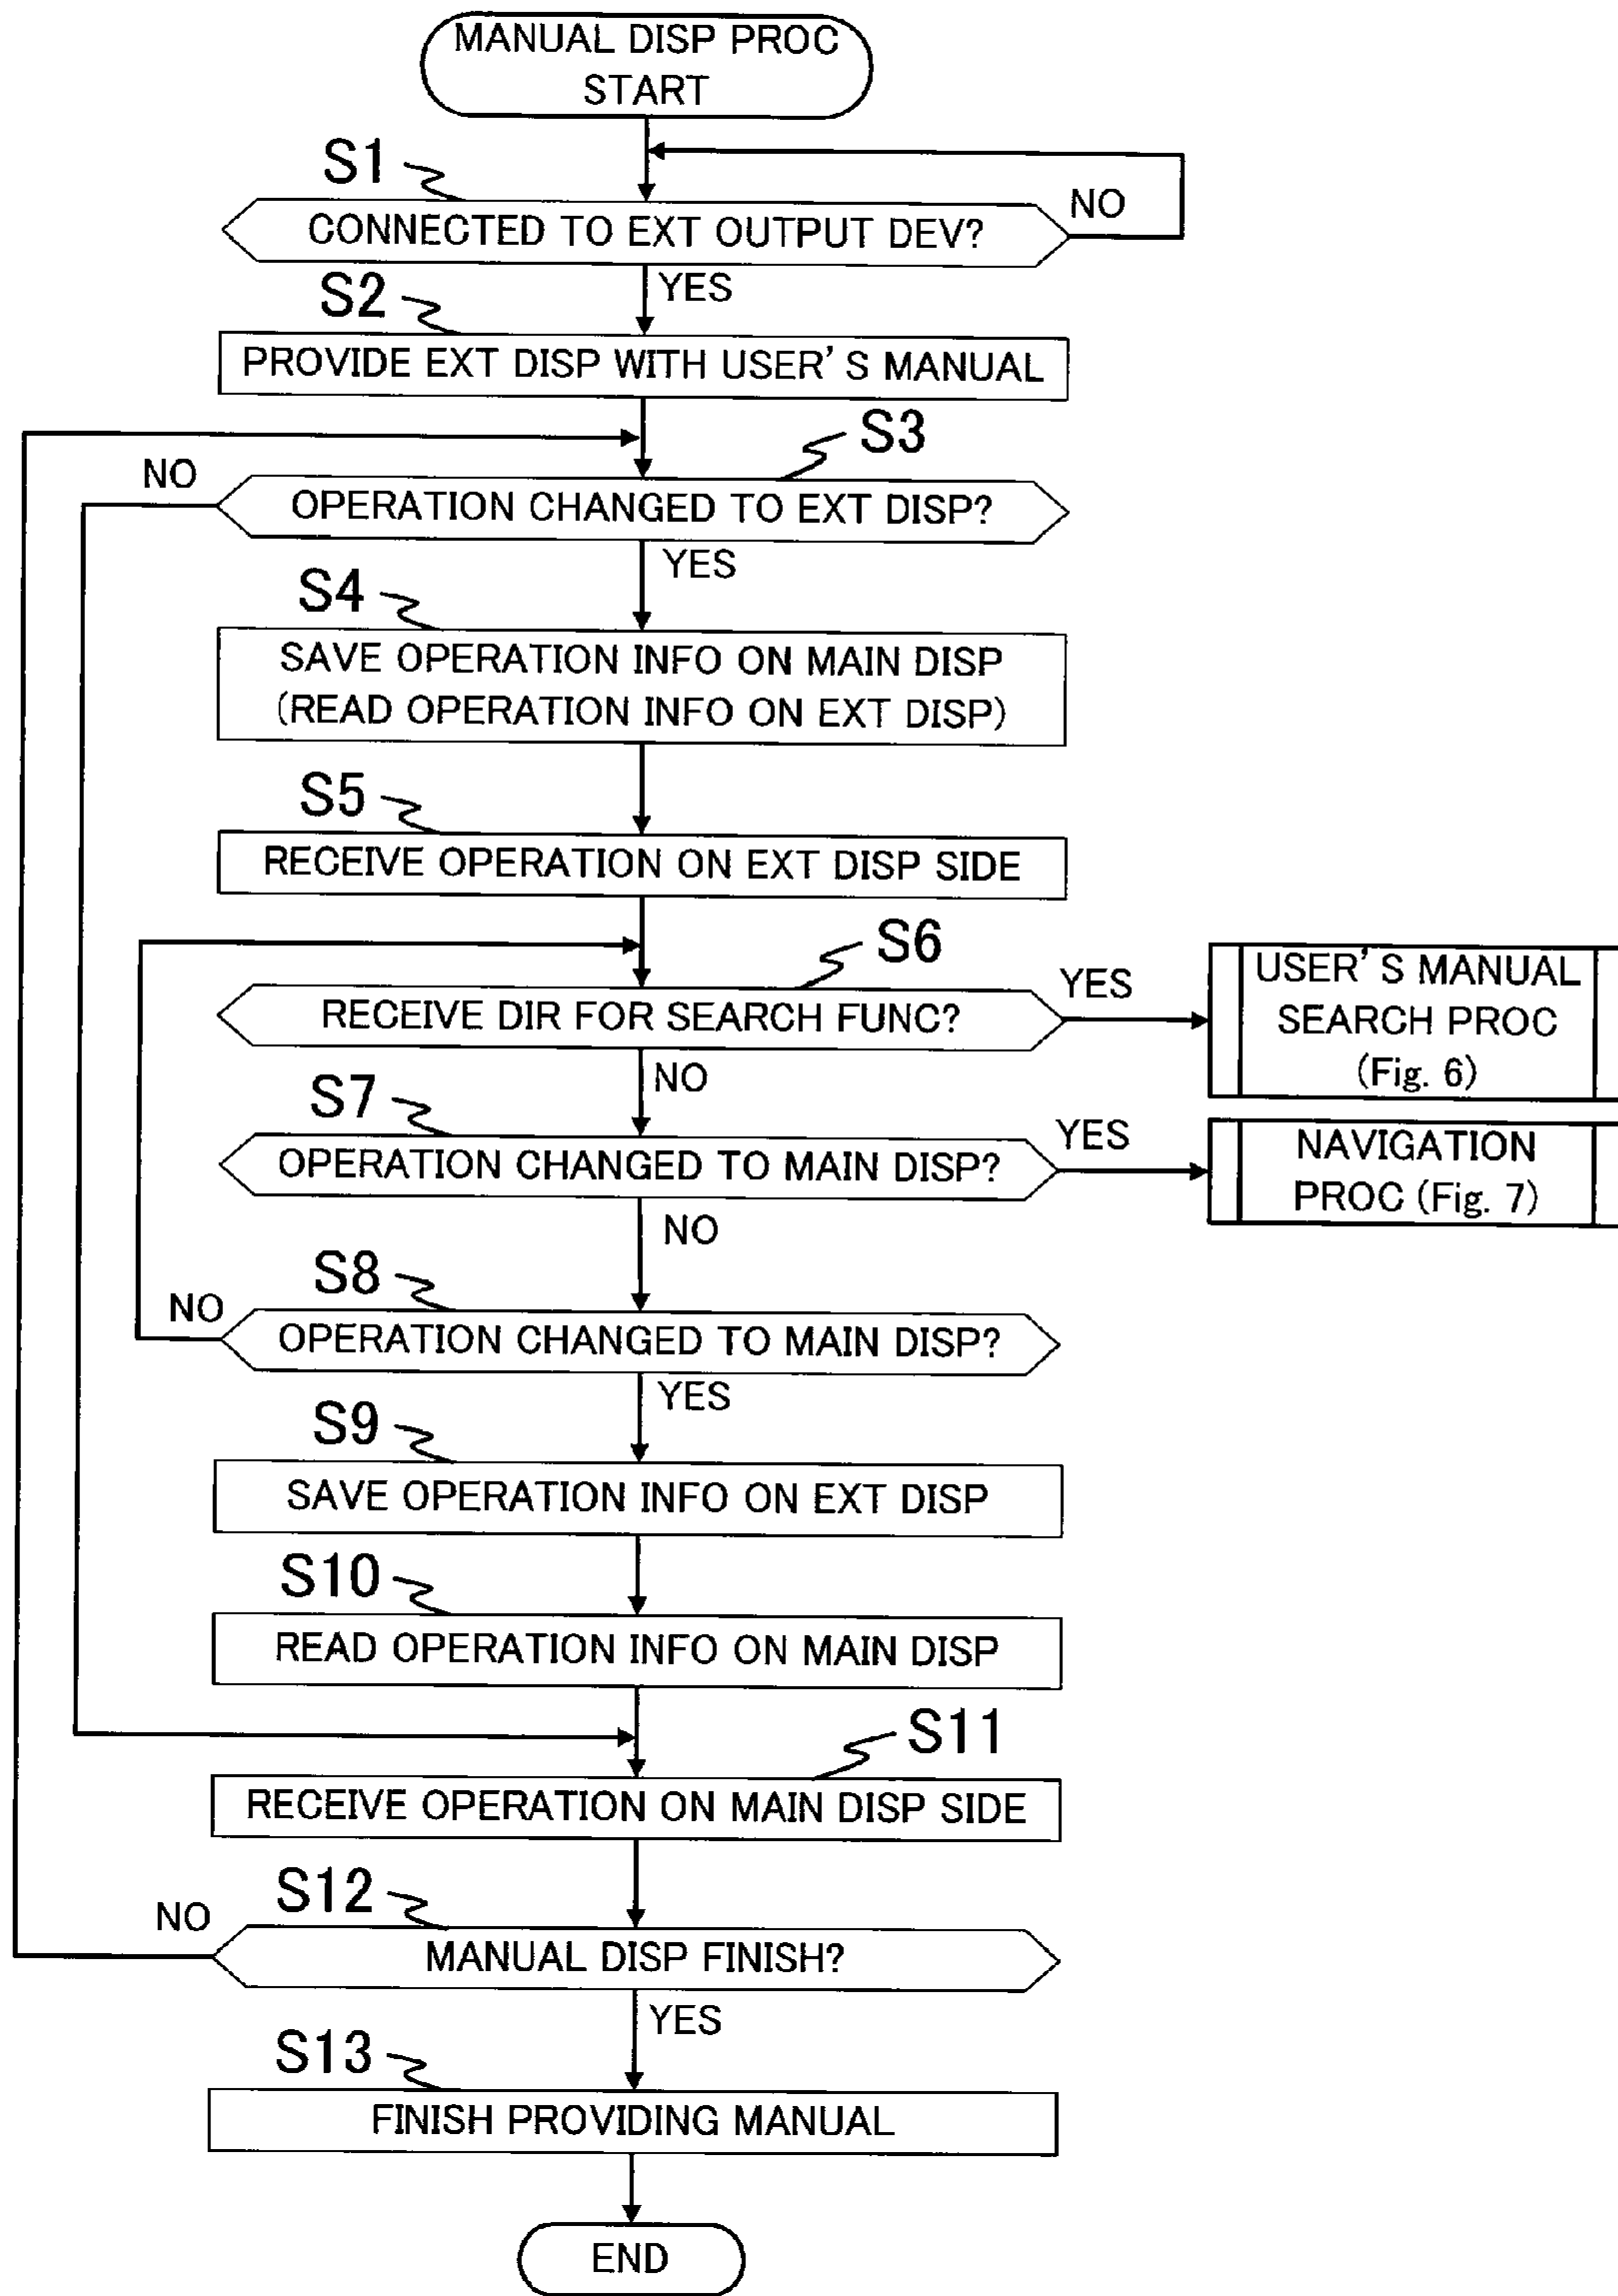 MANUAL DISP PROC
START
S1
CONNECTED TO EXT OUTPUT DEV?
NO
YES
S2
PROVIDE EXT DISP WITH USER'S MANUAL
S3
NO
OPERATION CHANGED TO EXT DISP?
YES
S4
SAVE OPERATION INFO ON MAIN DISP
(READ OPERATION INFO ON EXT DISP)
S5
RECEIVE OPERATION ON EXT DISP SIDE
S6
RECEIVE DIR FOR SEARCH FUNC?
YES
USER'S MANUAL
SEARCH PROC
(Fig. 6)
NO
S7
OPERATION CHANGED TO MAIN DISP?
YES
NAVIGATION
PROC (Fig. 7)
NO
S8
NO
OPERATION CHANGED TO MAIN DISP?
YES
S9
SAVE OPERATION INFO ON EXT DISP
S10
READ OPERATION INFO ON MAIN DISP
S11
RECEIVE OPERATION ON MAIN DISP SIDE
S12
NO
MANUAL DISP FINISH?
YES
S13
FINISH PROVIDING MANUAL
END